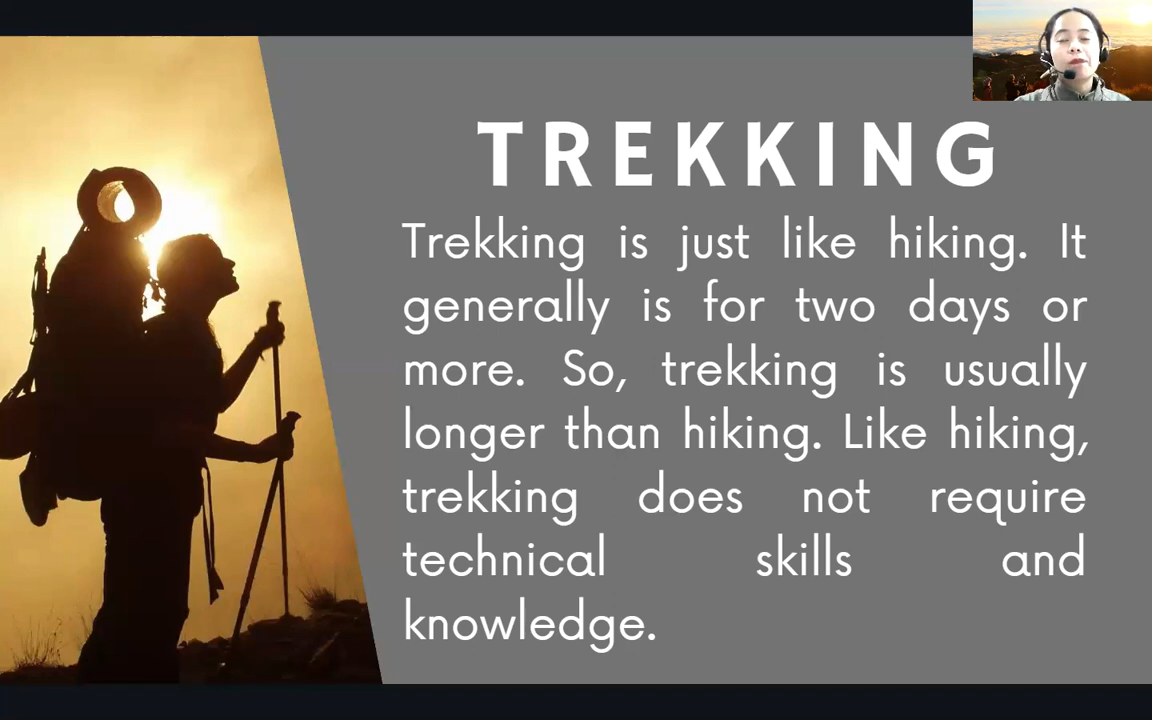 TREKKING
Trekking is just like hiking. It
generally is for two days or
more. So, trekking is usually
longer than hiking. Like hiking,
trekking does not require
technical skills and
knowledge.